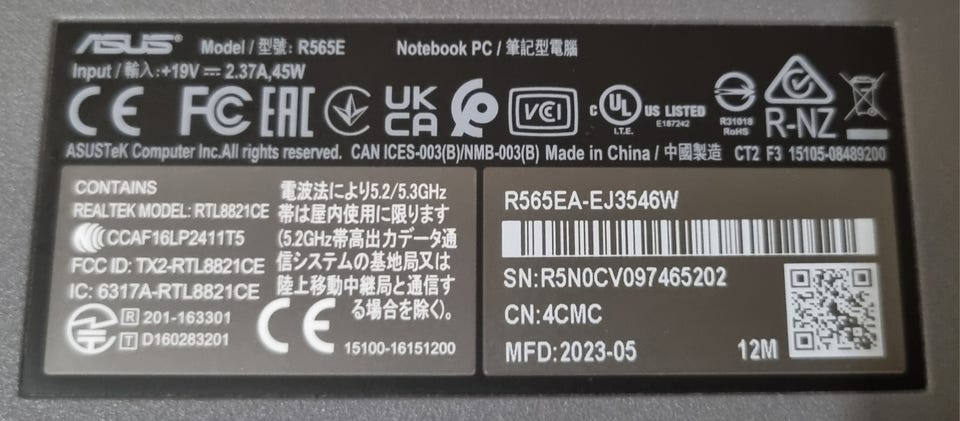 ASUS Model / 型號: R565E Notebook PC / 筆記型電腦
Input / 輸入:+19V⎓ 2.37A,45W
CE FC EAC UK CA VCCI c UL US LISTED I.T.E. E187242 R31018 RoHS R-NZ
ASUSTeK Computer Inc.All rights reserved. CAN ICES-003(B)/NMB-003(B) Made in China / 中國製造 CT2 F3 15105-08489200
CONTAINS
REALTEK MODEL: RTL8821CE
CCAF16LP2411T5
FCC ID: TX2-RTL8821CE
IC: 6317A-RTL8821CE
R 201-163301
T D160283201
電波法により5.2/5.3GHz
帯は屋内使用に限ります
(5.2GHz帯高出力データ通
信システムの基地局又は
陸上移動中継局と通信す
る場合を除く)。
CE
15100-16151200
R565EA-EJ3546W
SN:R5N0CV097465202
CN:4CMC
MFD:2023-05 12M